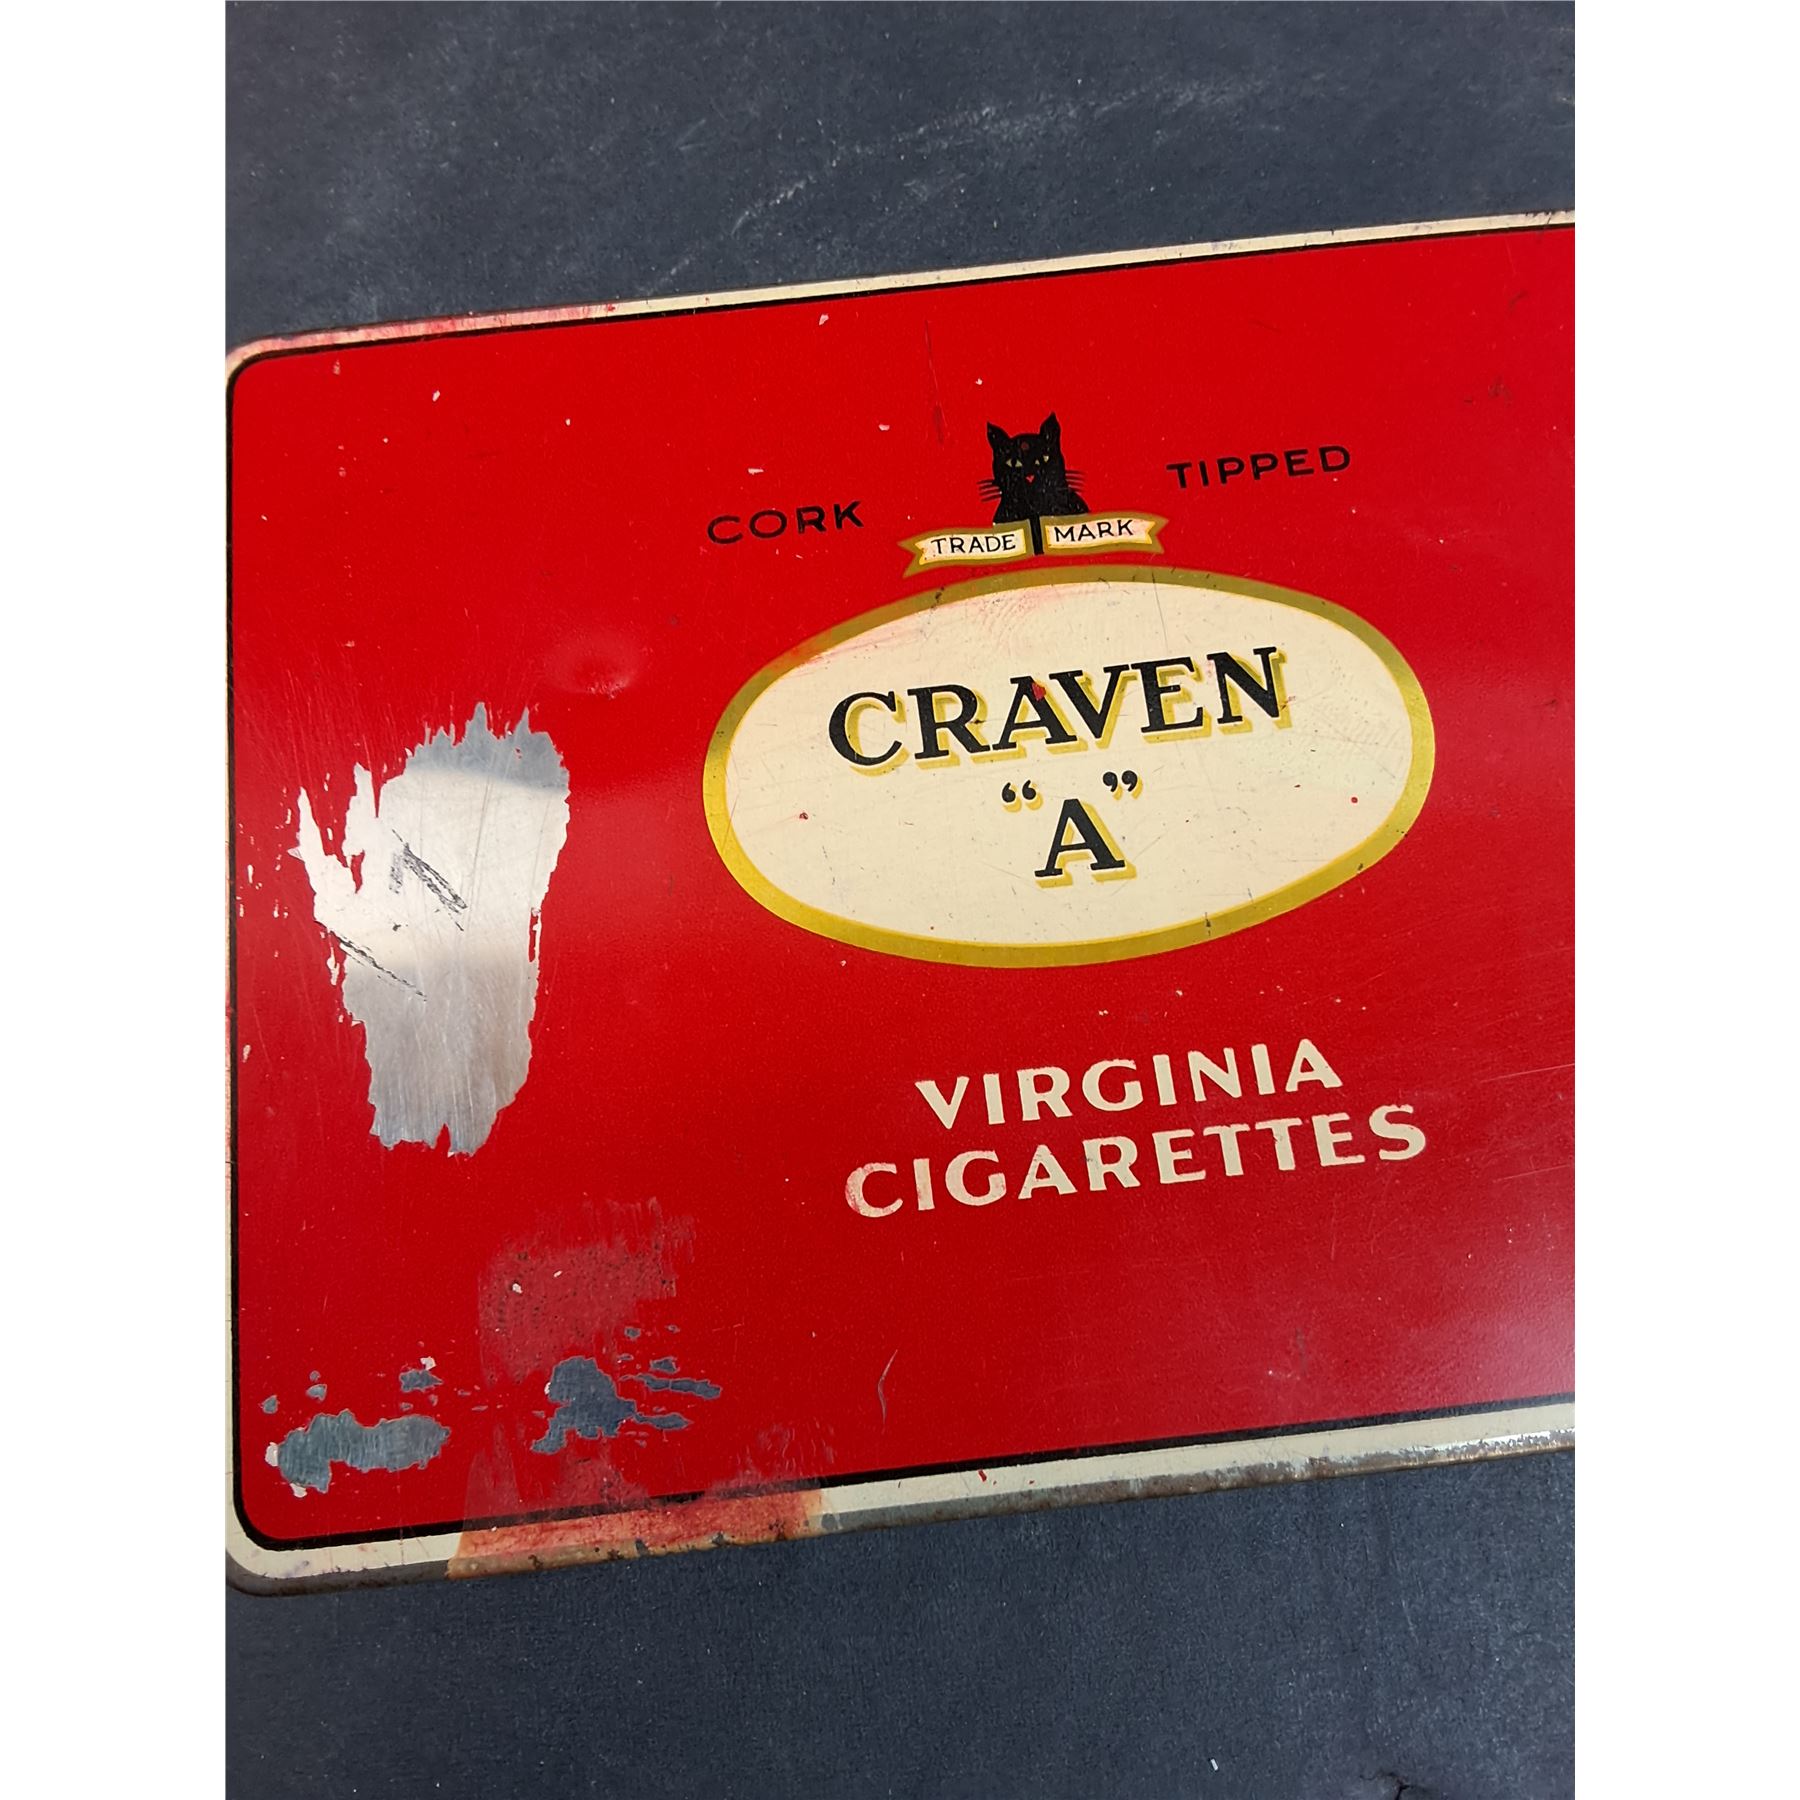 CORK TIPPED
TRADE MARK
CRAVEN
“A”
VIRGINIA
CIGARETTES